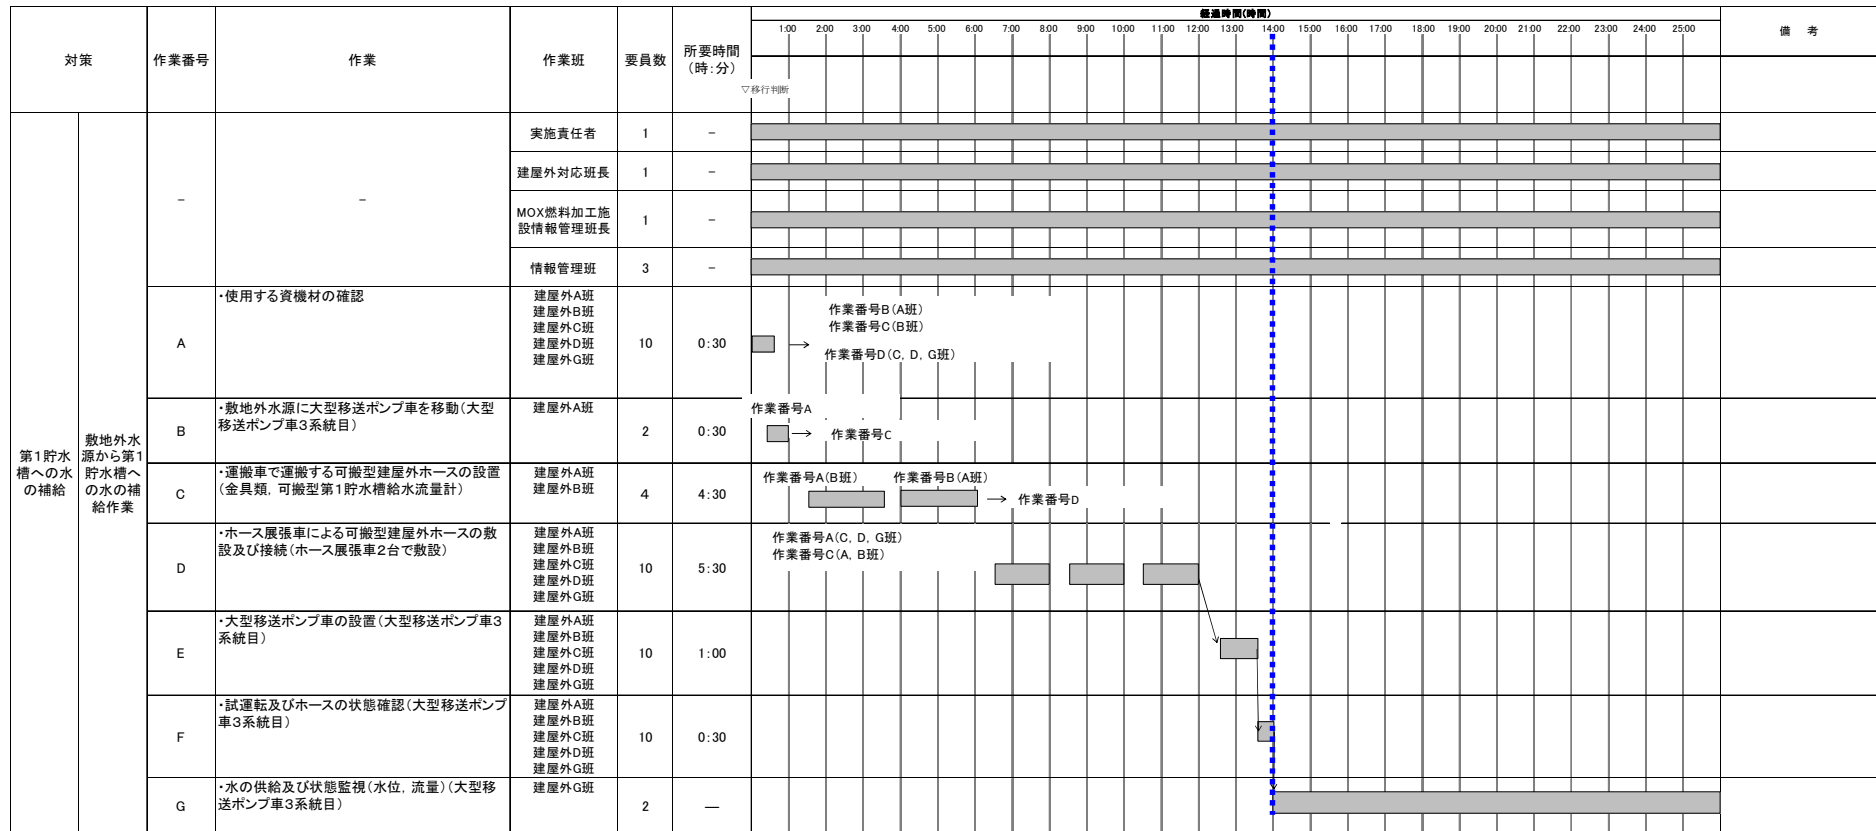 経過時間(時間)
対策 作業番号 作業 作業班 要員数 所要時間 備 考
(時:分)
1:00 2:00 3:00 4:00 5:00 6:00 7:00 8:00 9:00 10:00 11:00 12:00 13:00 14:00 15:00 16:00 17:00 18:00 19:00 20:00 21:00 22:00 23:00 24:00 25:00
▽移行判断
第1貯水
槽への水
の補給
敷地外水
源から第1
貯水槽へ
の水の補
給作業
－ －
実施責任者 1 －
建屋外対応班長 1 －
MOX燃料加工施
設情報管理班長 1 －
情報管理班 3 －
A
・使用する資機材の確認
建屋外A班
建屋外B班
建屋外C班
建屋外D班
建屋外G班
10 0:30
作業番号B(A班)
作業番号C(B班)
作業番号D(C, D, G班)
B
・敷地外水源に大型移送ポンプ車を移動(大型
移送ポンプ車3系統目)
建屋外A班
2 0:30
作業番号A
作業番号C
C
・運搬車で運搬する可搬型建屋外ホースの設置
(金具類, 可搬型第1貯水槽給水流量計)
建屋外A班
建屋外B班
4 4:30
作業番号A(B班) 作業番号B(A班)
作業番号D
D
・ホース展張車による可搬型建屋外ホースの敷
設及び接続(ホース展張車2台で敷設)
建屋外A班
建屋外B班
建屋外C班
建屋外D班
建屋外G班
10 5:30
作業番号A(C, D, G班)
作業番号C(A, B班)
E
・大型移送ポンプ車の設置(大型移送ポンプ車3
系統目)
建屋外A班
建屋外B班
建屋外C班
建屋外D班
建屋外G班
10 1:00
F
・試運転及びホースの状態確認(大型移送ポンプ
車3系統目)
建屋外A班
建屋外B班
建屋外C班
建屋外D班
建屋外G班
10 0:30
G
・水の供給及び状態監視(水位, 流量)(大型移
送ポンプ車3系統目)
建屋外G班
2 ―